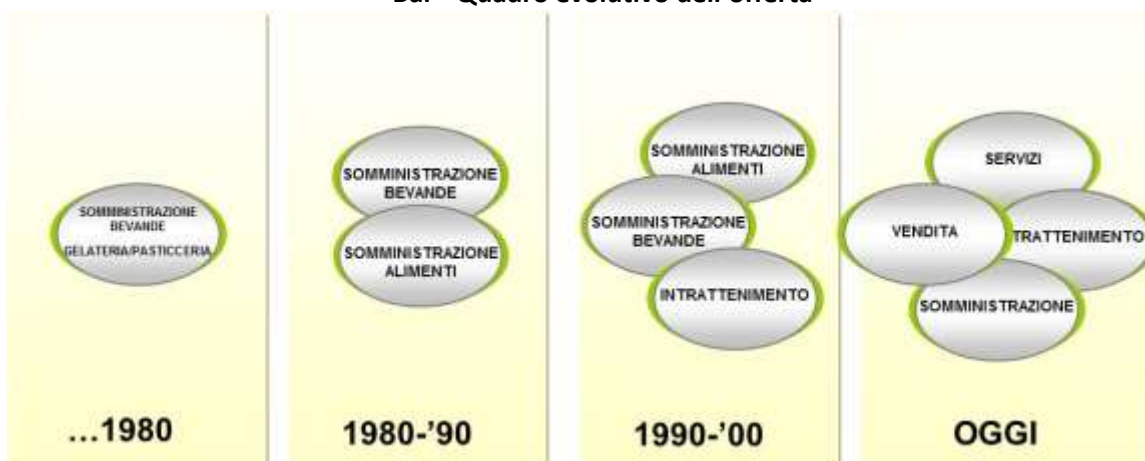 Bar – Quadro evolutivo dell'offerta
SOMMINISTRAZIONE
BEVANDE
GELATERIA/PASTICCERIA
...1980
SOMMINISTRAZIONE
BEVANDE
SOMMINISTRAZIONE
ALIMENTI
1980-'90
SOMMINISTRAZIONE
ALIMENTI
SOMMINISTRAZIONE
BEVANDE
INTRATTENIMENTO
1990-'00
SERVIZI
VENDITA
TRATTENIMENTO
SOMMINISTRAZIONE
OGGI